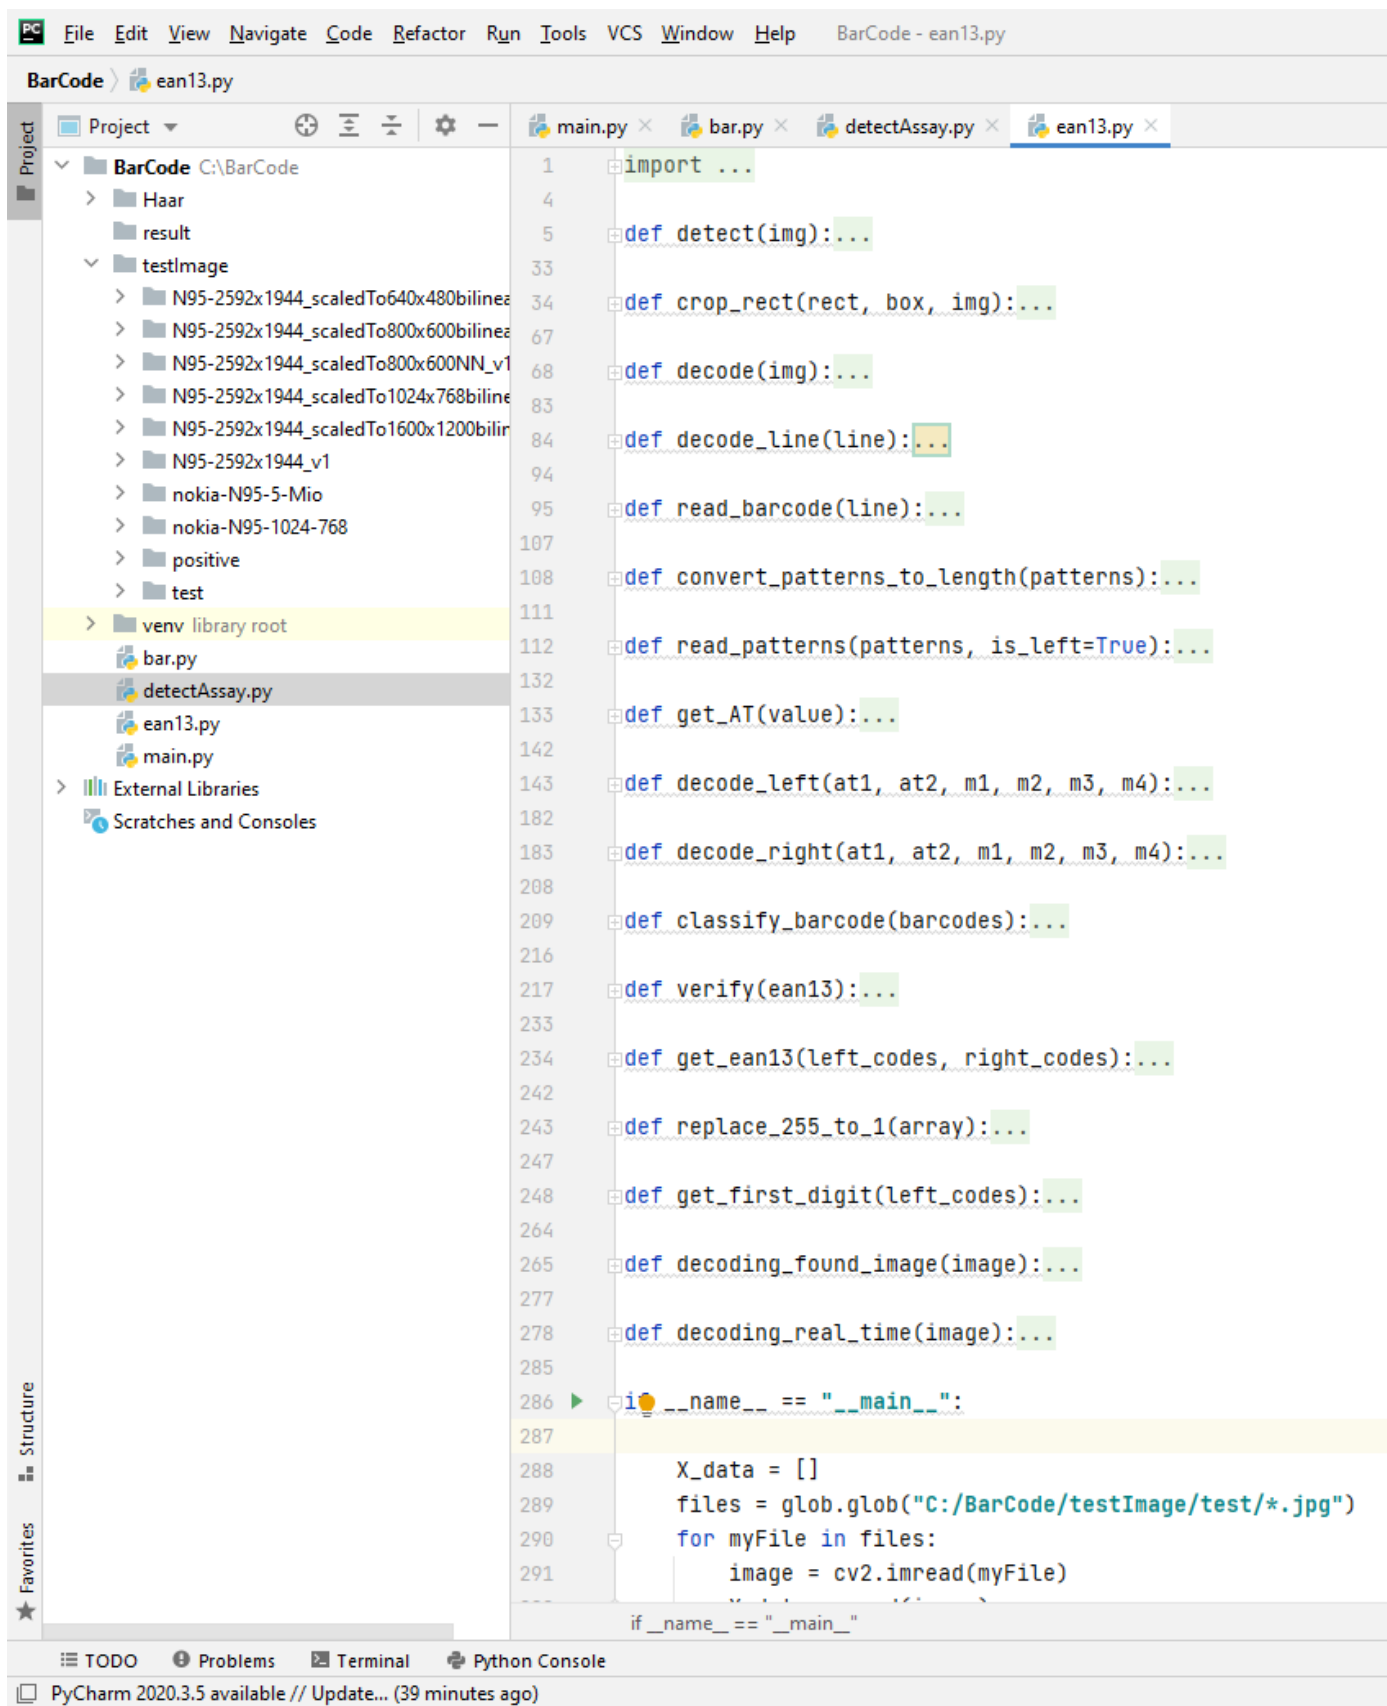 PC File Edit View Navigate Code Refactor Run Tools VCS Window Help BarCode - ean13.py
BarCode ean13.py
Project
Project
main.py bar.py detectAssay.py ean13.py
BarCode C:\BarCode
Haar
result
testImage
N95-2592x1944_scaledTo640x480bilinea
N95-2592x1944_scaledTo800x600bilinea
N95-2592x1944_scaledTo800x600NN_v1
N95-2592x1944_scaledTo1024x768biline
N95-2592x1944_scaledTo1600x1200bilin
N95-2592x1944_v1
nokia-N95-5-Mio
nokia-N95-1024-768
positive
test
venv library root
bar.py
detectAssay.py
ean13.py
main.py
External Libraries
Scratches and Consoles
1 import ...
4
5 def detect(img):...
33
34 def crop_rect(rect, box, img):...
67
68 def decode(img):...
83
84 def decode_line(line):...
94
95 def read_barcode(line):...
107
108 def convert_patterns_to_length(patterns):...
111
112 def read_patterns(patterns, is_left=True):...
132
133 def get_AT(value):...
142
143 def decode_left(at1, at2, m1, m2, m3, m4):...
182
183 def decode_right(at1, at2, m1, m2, m3, m4):...
208
209 def classify_barcode(barcodes):...
216
217 def verify(ean13):...
233
234 def get_ean13(left_codes, right_codes):...
242
243 def replace_255_to_1(array):...
247
248 def get_first_digit(left_codes):...
264
265 def decoding_found_image(image):...
277
278 def decoding_real_time(image):...
285
286 if __name__ == "__main__":
287
288 X_data = []
289 files = glob.glob("C:/BarCode/testImage/test/*.jpg")
290 for myFile in files:
291 image = cv2.imread(myFile)
if __name__ == "__main__"
Structure
Favorites
TODO Problems Terminal Python Console
PyCharm 2020.3.5 available // Update... (39 minutes ago)